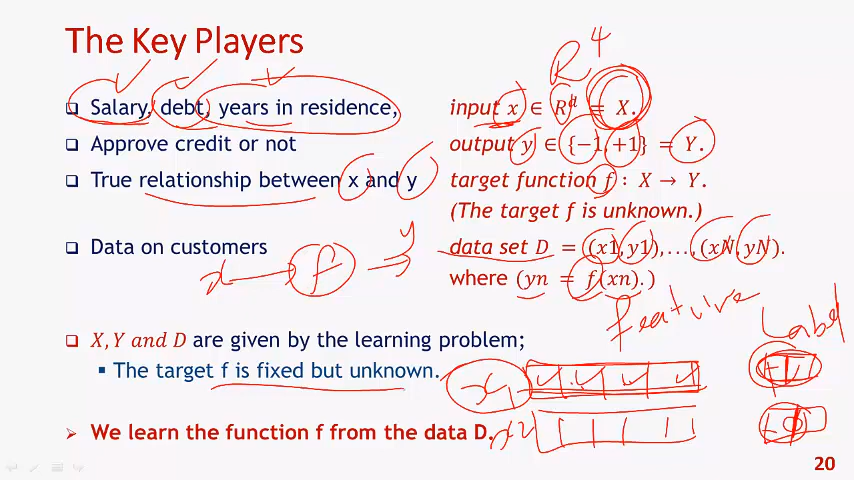 The Key Players
R⁴
❑ Salary, debt, years in residence,
input x ∈ Rᵈ = X.
❑ Approve credit or not
output y ∈ {−1, +1} = Y.
❑ True relationship between x and y
target function f : X → Y.
(The target f is unknown.)
❑ Data on customers
data set D = (x1, y1), . . . , (xN, yN).
where (yn = f(xn).)
x → f → y
feature
Label
❑ X, Y and D are given by the learning problem;
▪ The target f is fixed but unknown.
x1
➢ We learn the function f from the data D.
x2
20